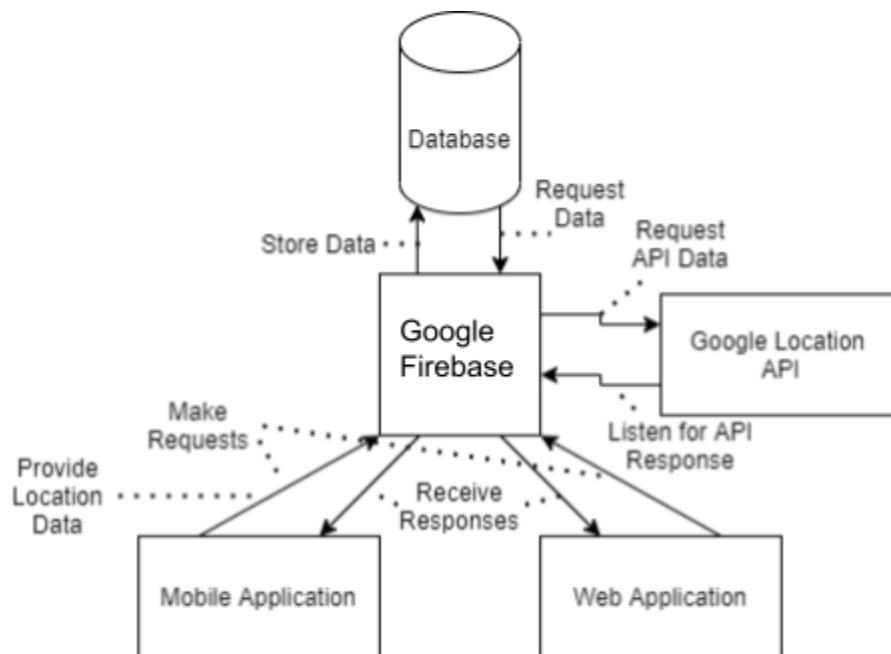 Database
Request
Data
Store Data
Request
API Data
Google
Firebase
Google Location
API
Make
Requests
Listen for API
Response
Provide
Location
Data
Receive
Responses
Mobile Application
Web Application